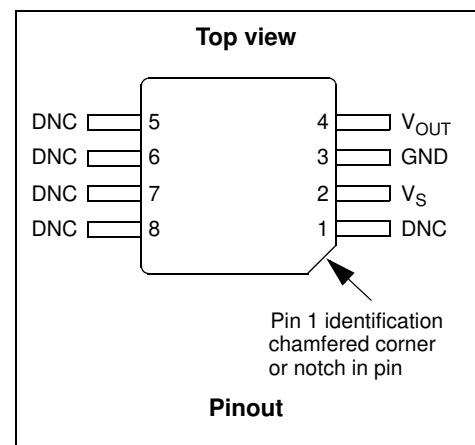 Top view
DNC 5 4 VOUT
DNC 6 3 GND
DNC 7 2 VS
DNC 8 1 DNC
Pin 1 identification
chamfered corner
or notch in pin
Pinout